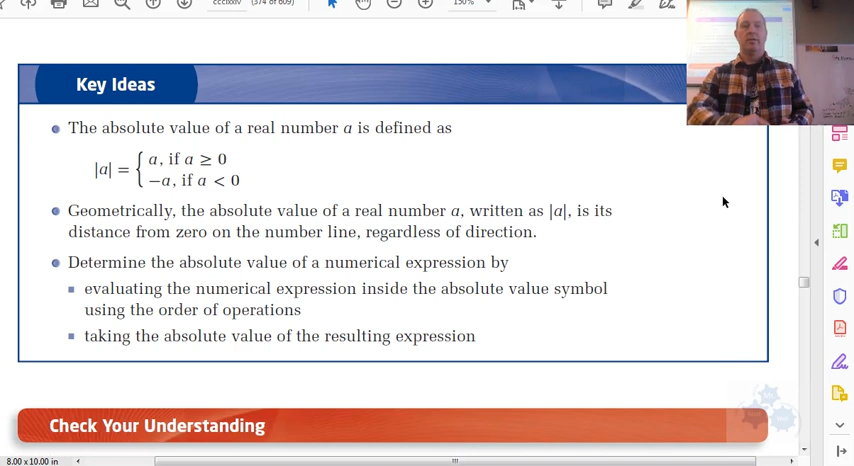 (374 of 609)
150%
Key Ideas
The absolute value of a real number a is defined as
|a| = { a, if a ≥ 0
−a, if a < 0
Geometrically, the absolute value of a real number a, written as |a|, is its
distance from zero on the number line, regardless of direction.
Determine the absolute value of a numerical expression by
evaluating the numerical expression inside the absolute value symbol
using the order of operations
taking the absolute value of the resulting expression
Check Your Understanding
8.00 x 10.00 in